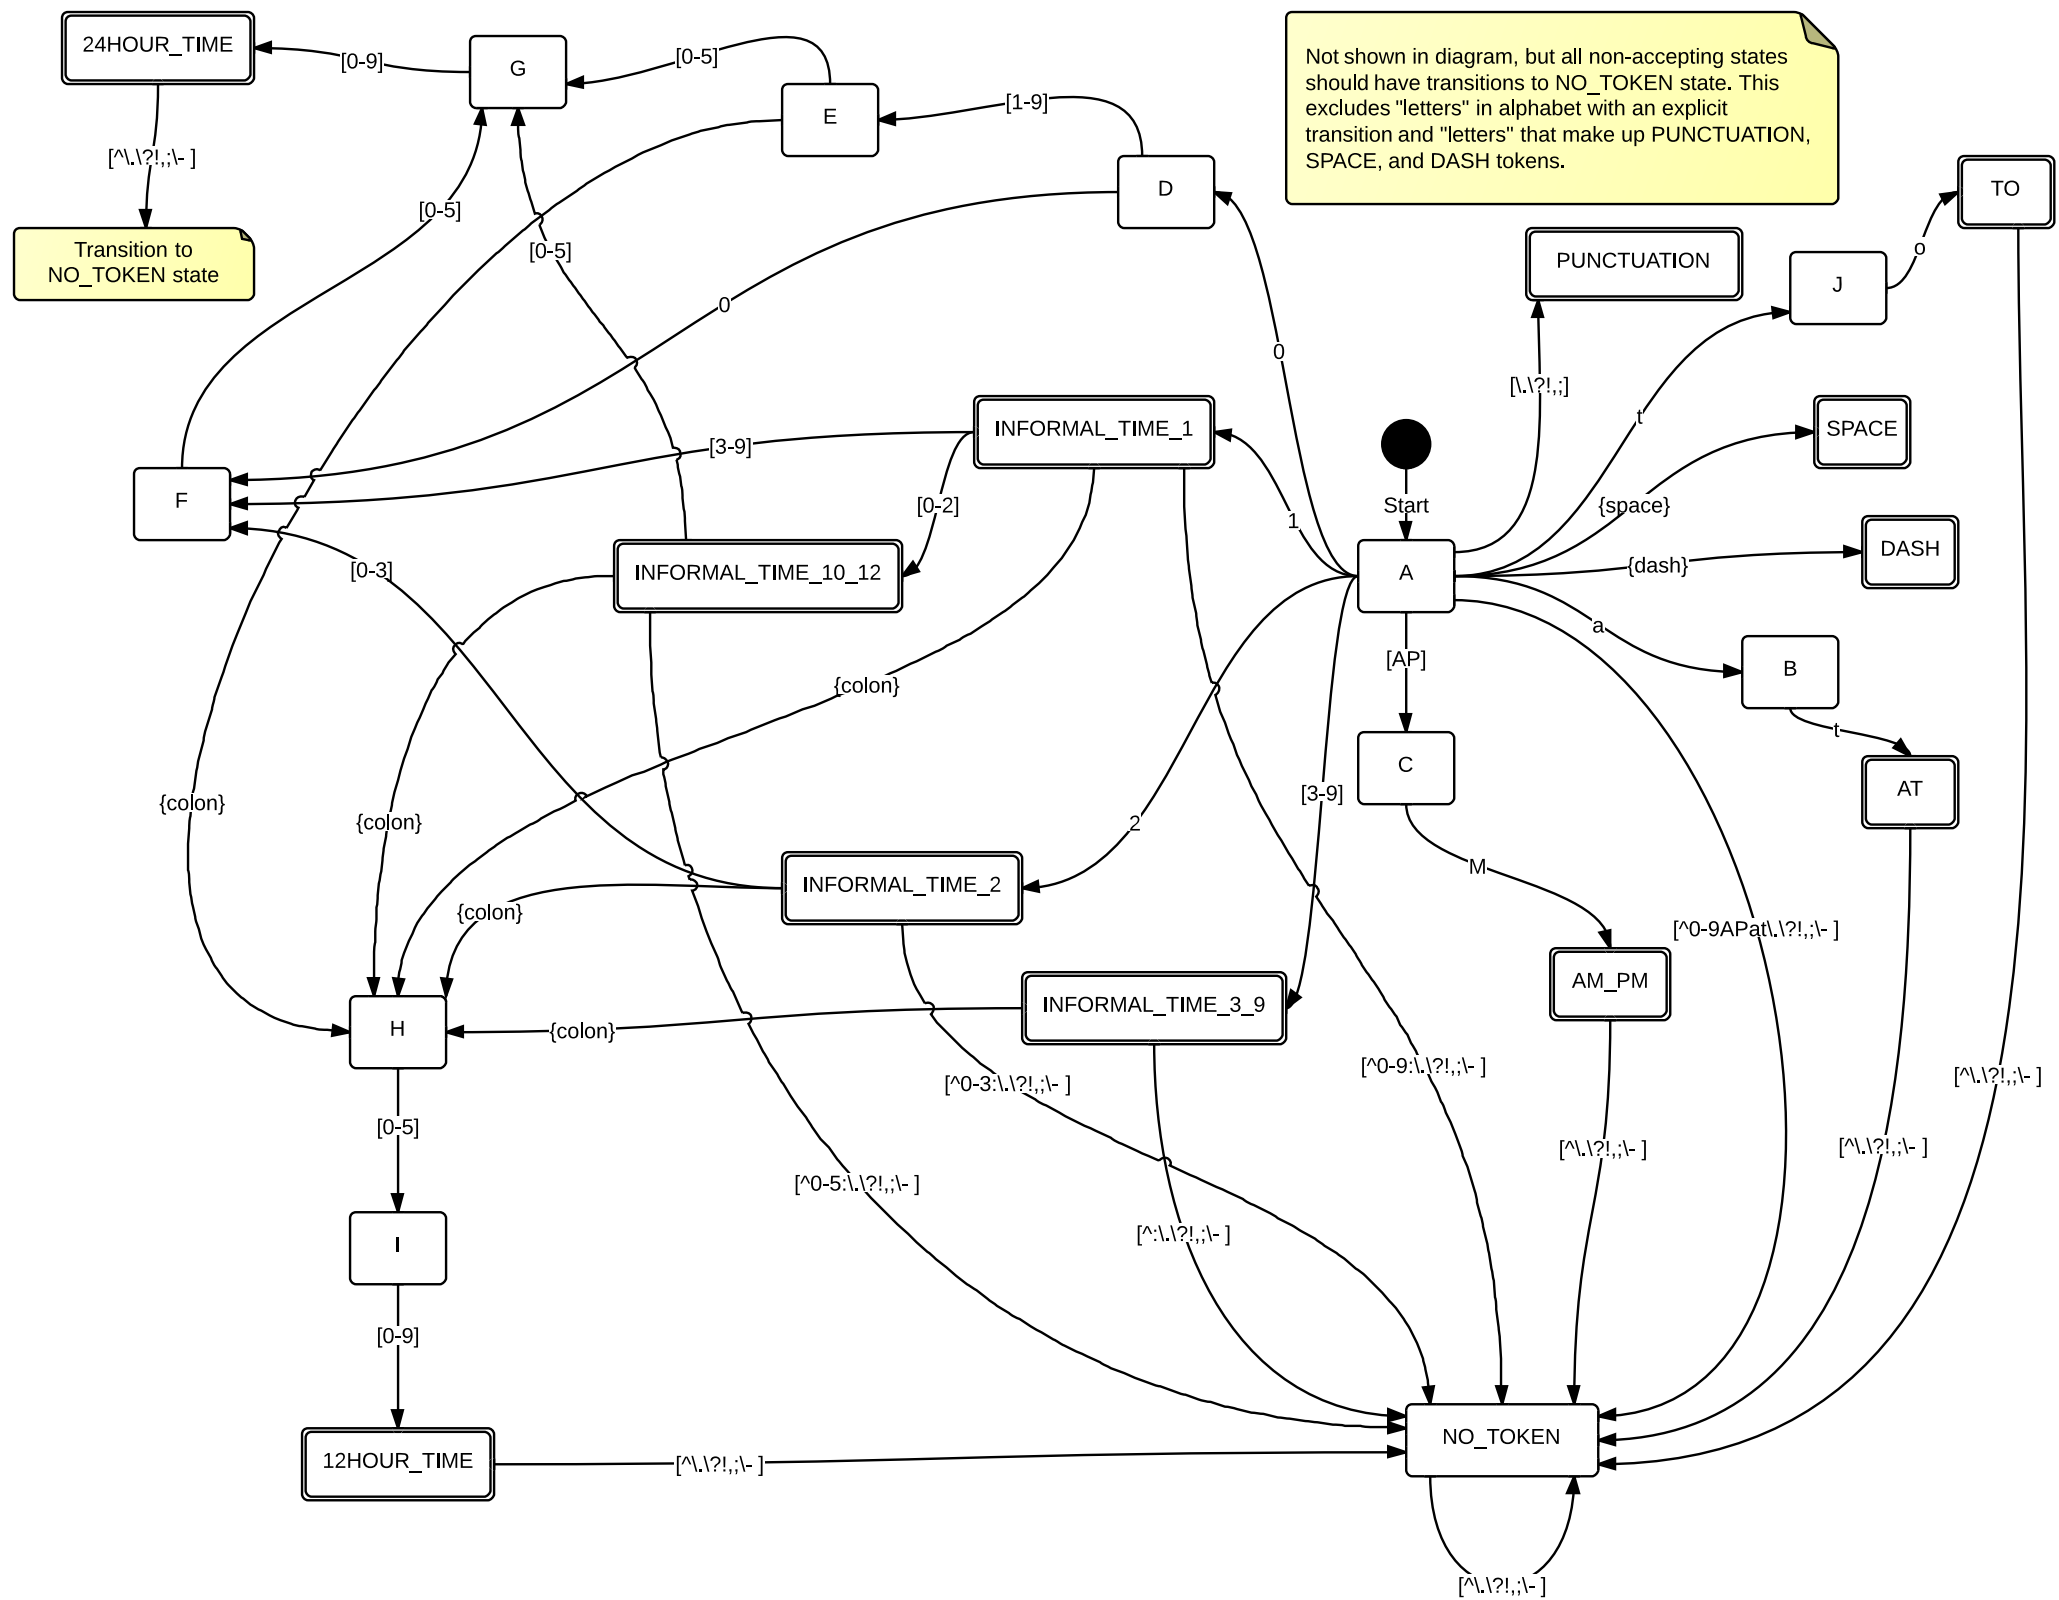 24HOUR_TIME
[0-9]
G
[0-5]
E
[1-9]
D
Not shown in diagram, but all non-accepting states
should have transitions to NO_TOKEN state. This
excludes "letters" in alphabet with an explicit
transition and "letters" that make up PUNCTUATION,
SPACE, and DASH tokens.
TO
[^\.\?!,;\- ]
[0-5]
[0-5]
o
Transition to
NO_TOKEN state
PUNCTUATION
J
0
0
[\.\?!,;]
t
INFORMAL_TIME_1
SPACE
[3-9]
F
[0-2]
Start
1
{space}
[0-3]
INFORMAL_TIME_10_12
A
{dash}
DASH
a
[AP]
B
{colon}
t
C
AT
{colon}
{colon}
2
[3-9]
M
INFORMAL_TIME_2
{colon}
[^0-9APat\.\?!,;\- ]
AM_PM
INFORMAL_TIME_3_9
H
{colon}
[^0-3:\.\?!,;\- ]
[^0-9:\.\?!,;\- ]
[^\.\?!,;\- ]
[0-5]
[^\.\?!,;\- ]
[^\.\?!,;\- ]
[^0-5:\.\?!,;\- ]
[^:\.\?!,;\- ]
I
[0-9]
12HOUR_TIME
[^\.\?!,;\- ]
NO_TOKEN
[^\.\?!,;\- ]